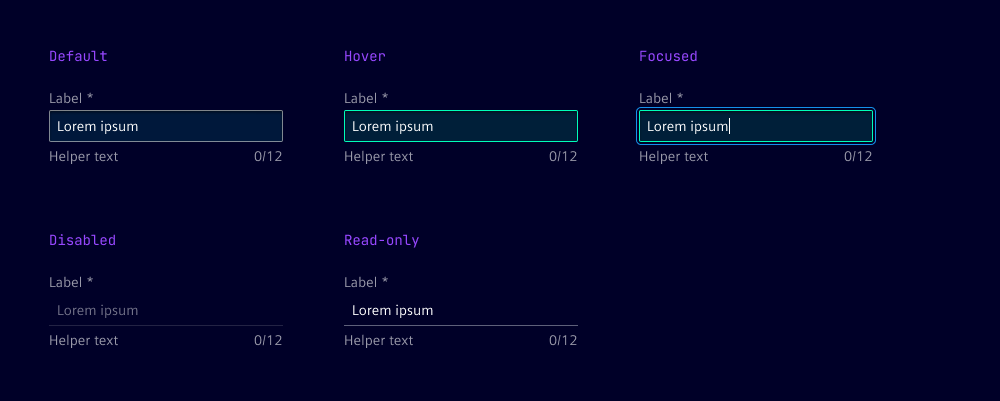 Default Hover Focused
Label * Label * Label *
Lorem ipsum Lorem ipsum Lorem ipsum
Helper text 0/12 Helper text 0/12 Helper text 0/12
Disabled Read-only
Label * Label *
Lorem ipsum Lorem ipsum
Helper text 0/12 Helper text 0/12